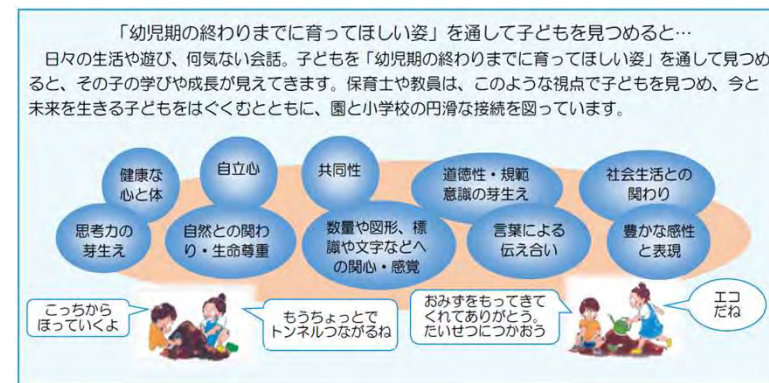 「幼児期の終わりまでに育ってほしい姿」を通して子どもを見つめると…
日々の生活や遊び、何気ない会話。子どもを「幼児期の終わりまでに育ってほしい姿」を通して見つめ
ると、その子の学びや成長が見えてきます。保育士や教員は、このような視点で子どもを見つめ、今と
未来を生きる子どもをはぐくむとともに、園と小学校の円滑な接続を図っています。
健康な
心と体
自立心
共同性
道徳性・規範
意識の芽生え
社会生活との
関わり
思考力の
芽生え
自然との関わ
り・生命尊重
数量や図形、標
識や文字などへ
の関心・感覚
言葉による
伝え合い
豊かな感性
と表現
こっちから
ほっていくよ
もうちょっとで
トンネルつながるね
おみずをもってきて
くれてありがとう。
たいせつにつかおう
エコ
だね